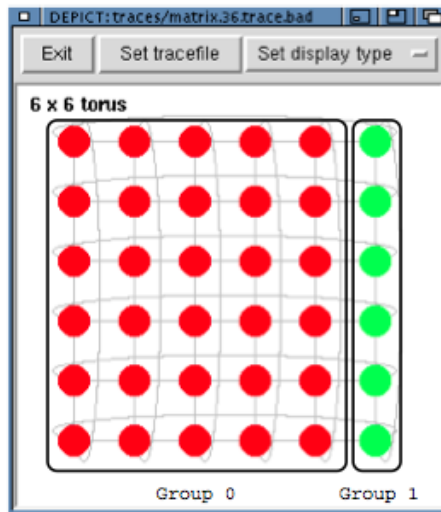 DEPICT: traces/matrix.36.trace.bad
Exit Set tracefile Set display type
6 x 6 torus
Group 0 Group 1